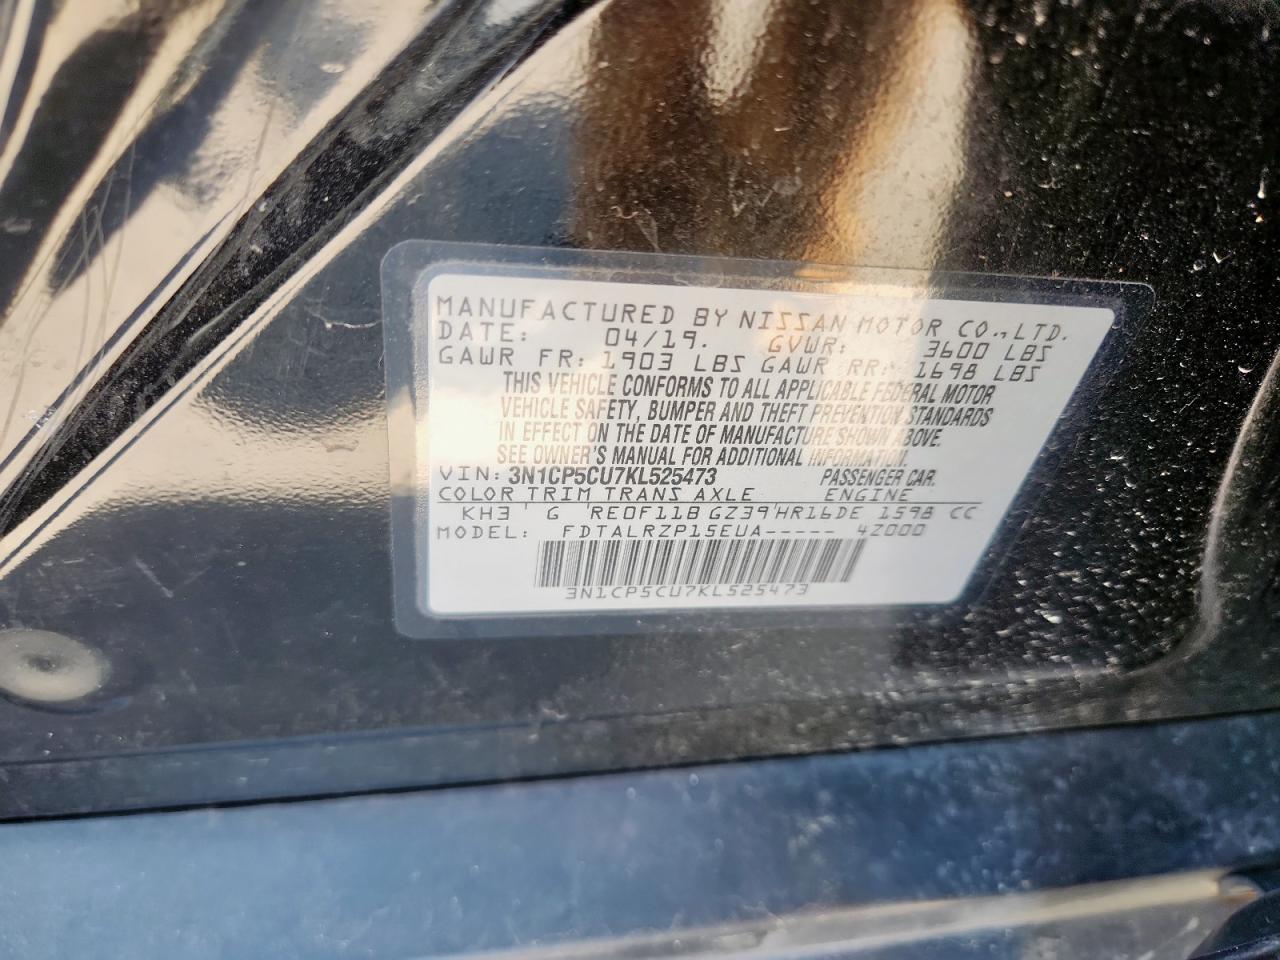 MANUFACTURED BY NISSAN MOTOR CO., LTD.
DATE: 04/19. GVWR: 3600 LBS
GAWR FR: 1903 LBS GAWR RR: 1698 LBS
THIS VEHICLE CONFORMS TO ALL APPLICABLE FEDERAL MOTOR
VEHICLE SAFETY, BUMPER AND THEFT PREVENTION STANDARDS
IN EFFECT ON THE DATE OF MANUFACTURE SHOWN ABOVE.
SEE OWNER'S MANUAL FOR ADDITIONAL INFORMATION.
VIN: 3N1CP5CU7KL525473 PASSENGER CAR.
COLOR TRIM TRANS AXLE ENGINE
KH3 ' G 'RE0F11B GZ39'HR16DE 1598 CC
MODEL: FDTALRZP15EUA----- 4Z000
3N1CP5CU7KL525473